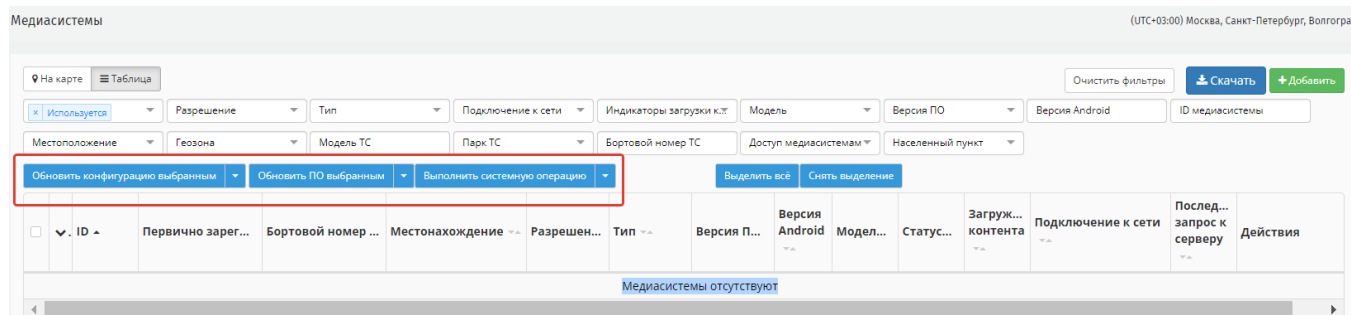 Медиасистемы
(UTC+03:00) Москва, Санкт-Петербург, Волгогра
На карте Таблица Очистить фильтры Скачать + Добавить
× Используется Разрешение Тип Подключение к сети Индикаторы загрузки к... Модель Версия ПО Версия Android ID медиасистемы
Местоположение Геозона Модель ТС Парк ТС Бортовой номер ТС Доступ медиасистемам Населенный пункт
Обновить конфигурацию выбранным Обновить ПО выбранным Выполнить системную операцию Выделить всё Снять выделение
ID Первично зарег... Бортовой номер ... Местонахождение Разрешен... Тип Версия П... Версия Android Модел... Статус... Загруж... контента Подключение к сети Послед... запрос к серверу Действия
Медиасистемы отсутствуют